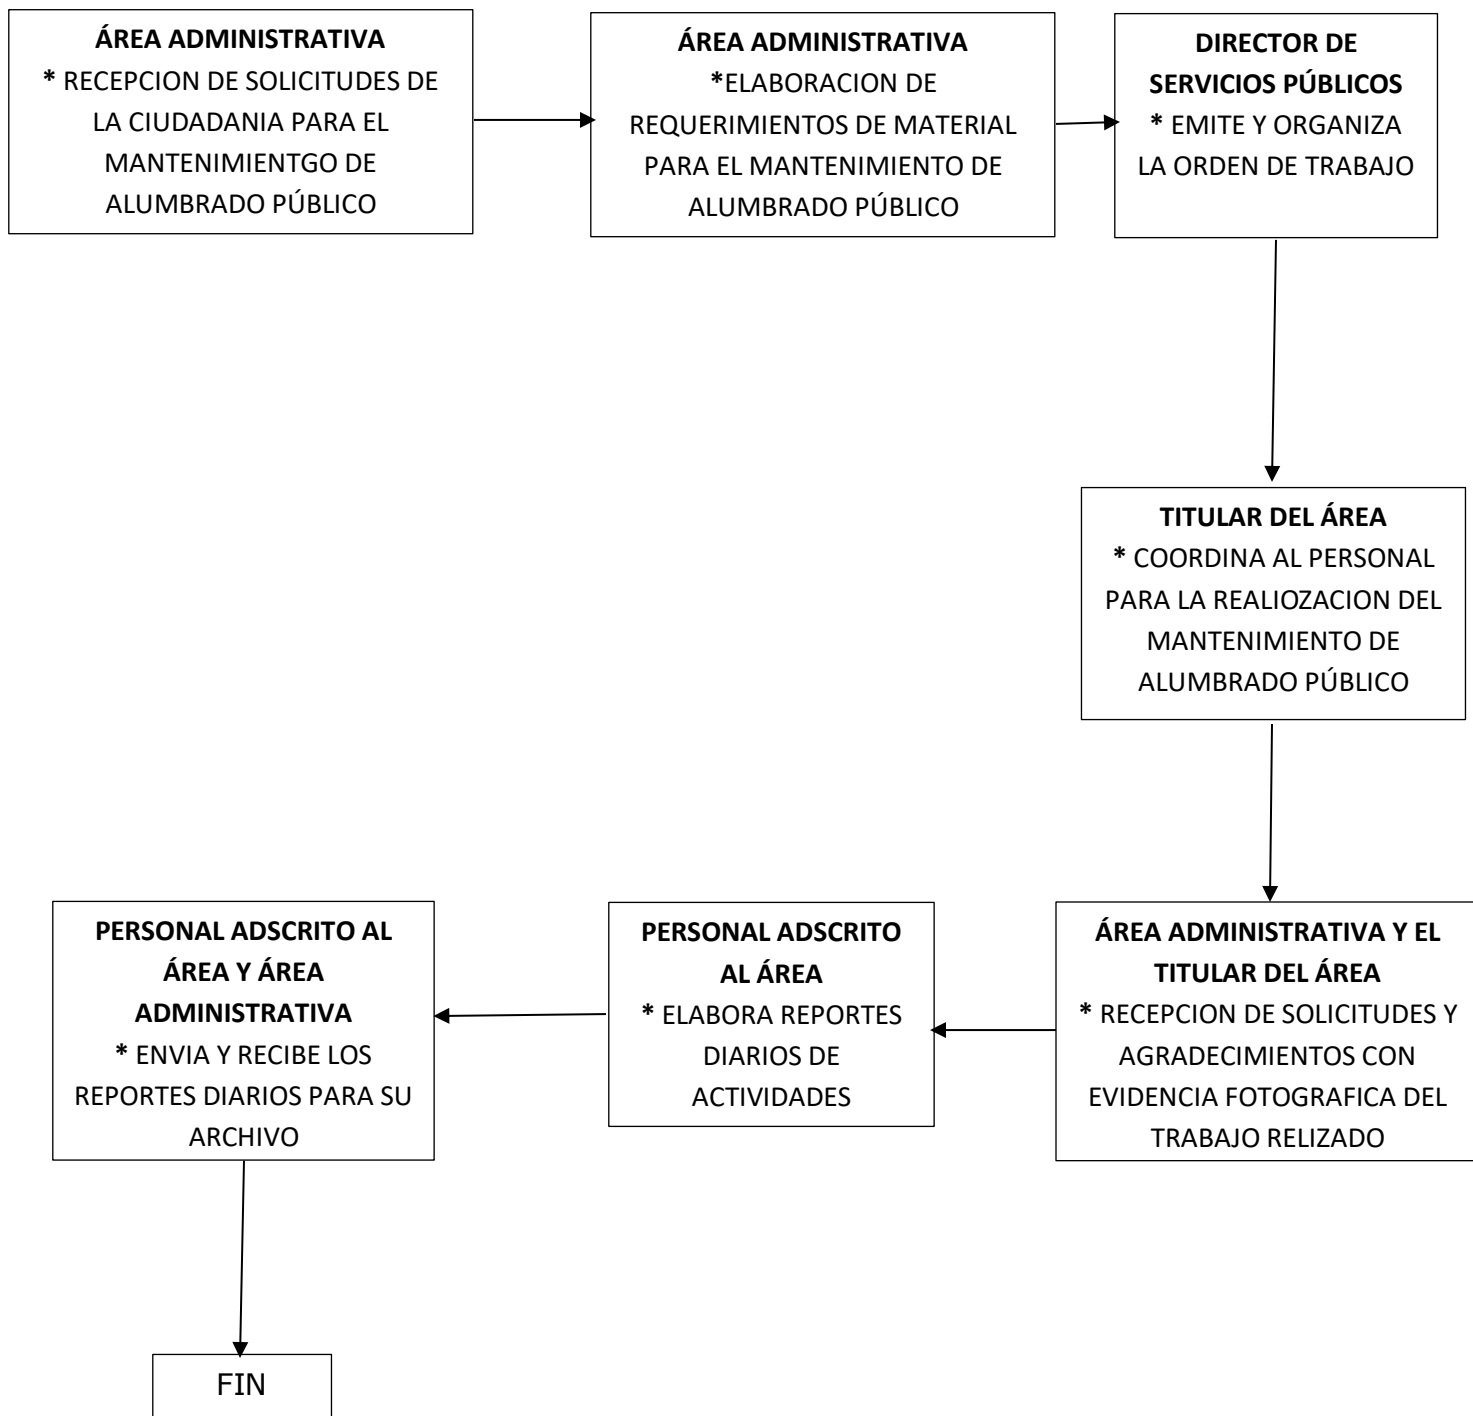 ÁREA ADMINISTRATIVA
* RECEPCION DE SOLICITUDES DE
LA CIUDADANIA PARA EL
MANTENIMIENTGO DE
ALUMBRADO PÚBLICO
ÁREA ADMINISTRATIVA
*ELABORACION DE
REQUERIMIENTOS DE MATERIAL
PARA EL MANTENIMIENTO DE
ALUMBRADO PÚBLICO
DIRECTOR DE
SERVICIOS PÚBLICOS
* EMITE Y ORGANIZA
LA ORDEN DE TRABAJO
TITULAR DEL ÁREA
* COORDINA AL PERSONAL
PARA LA REALIOZACION DEL
MANTENIMIENTO DE
ALUMBRADO PÚBLICO
ÁREA ADMINISTRATIVA Y EL
TITULAR DEL ÁREA
* RECEPCION DE SOLICITUDES Y
AGRADECIMIENTOS CON
EVIDENCIA FOTOGRAFICA DEL
TRABAJO RELIZADO
PERSONAL ADSCRITO
AL ÁREA
* ELABORA REPORTES
DIARIOS DE
ACTIVIDADES
PERSONAL ADSCRITO AL
ÁREA Y ÁREA
ADMINISTRATIVA
* ENVIA Y RECIBE LOS
REPORTES DIARIOS PARA SU
ARCHIVO
FIN